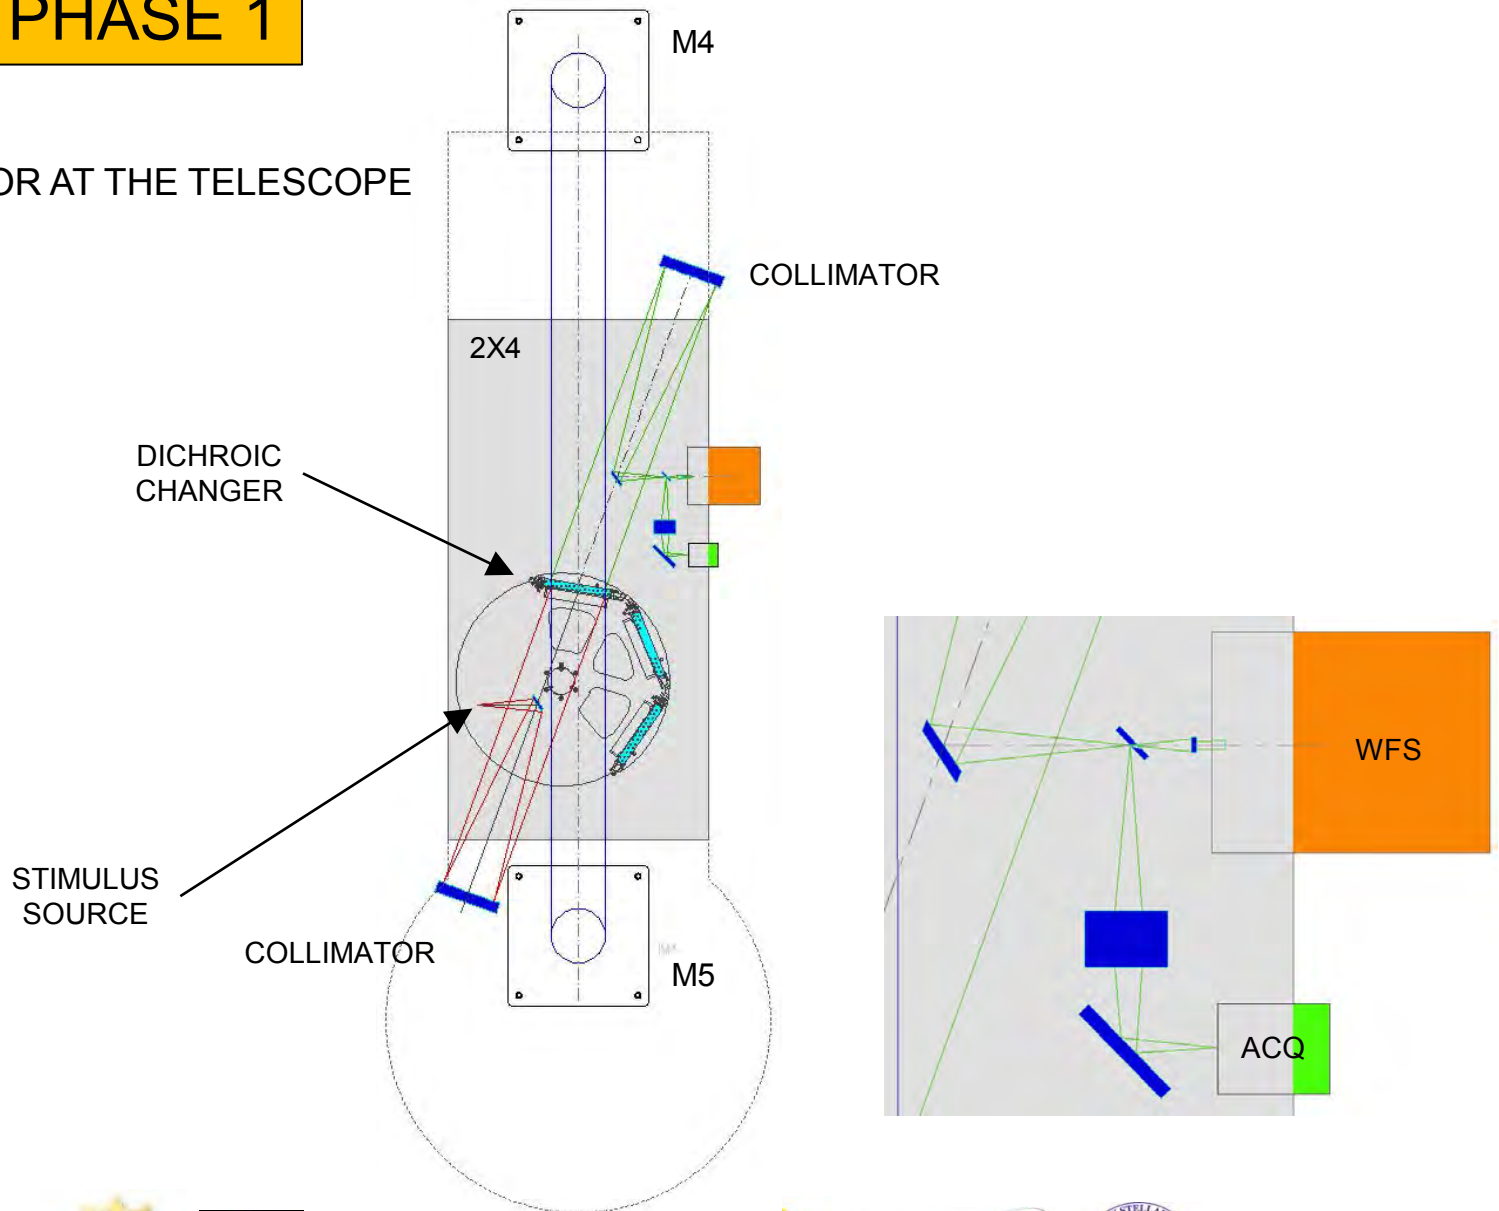 PHASE 1
M4
OR AT THE TELESCOPE
COLLIMATOR
2X4
DICHROIC
CHANGER
STIMULUS
SOURCE
COLLIMATOR
M5
WFS
ACQ